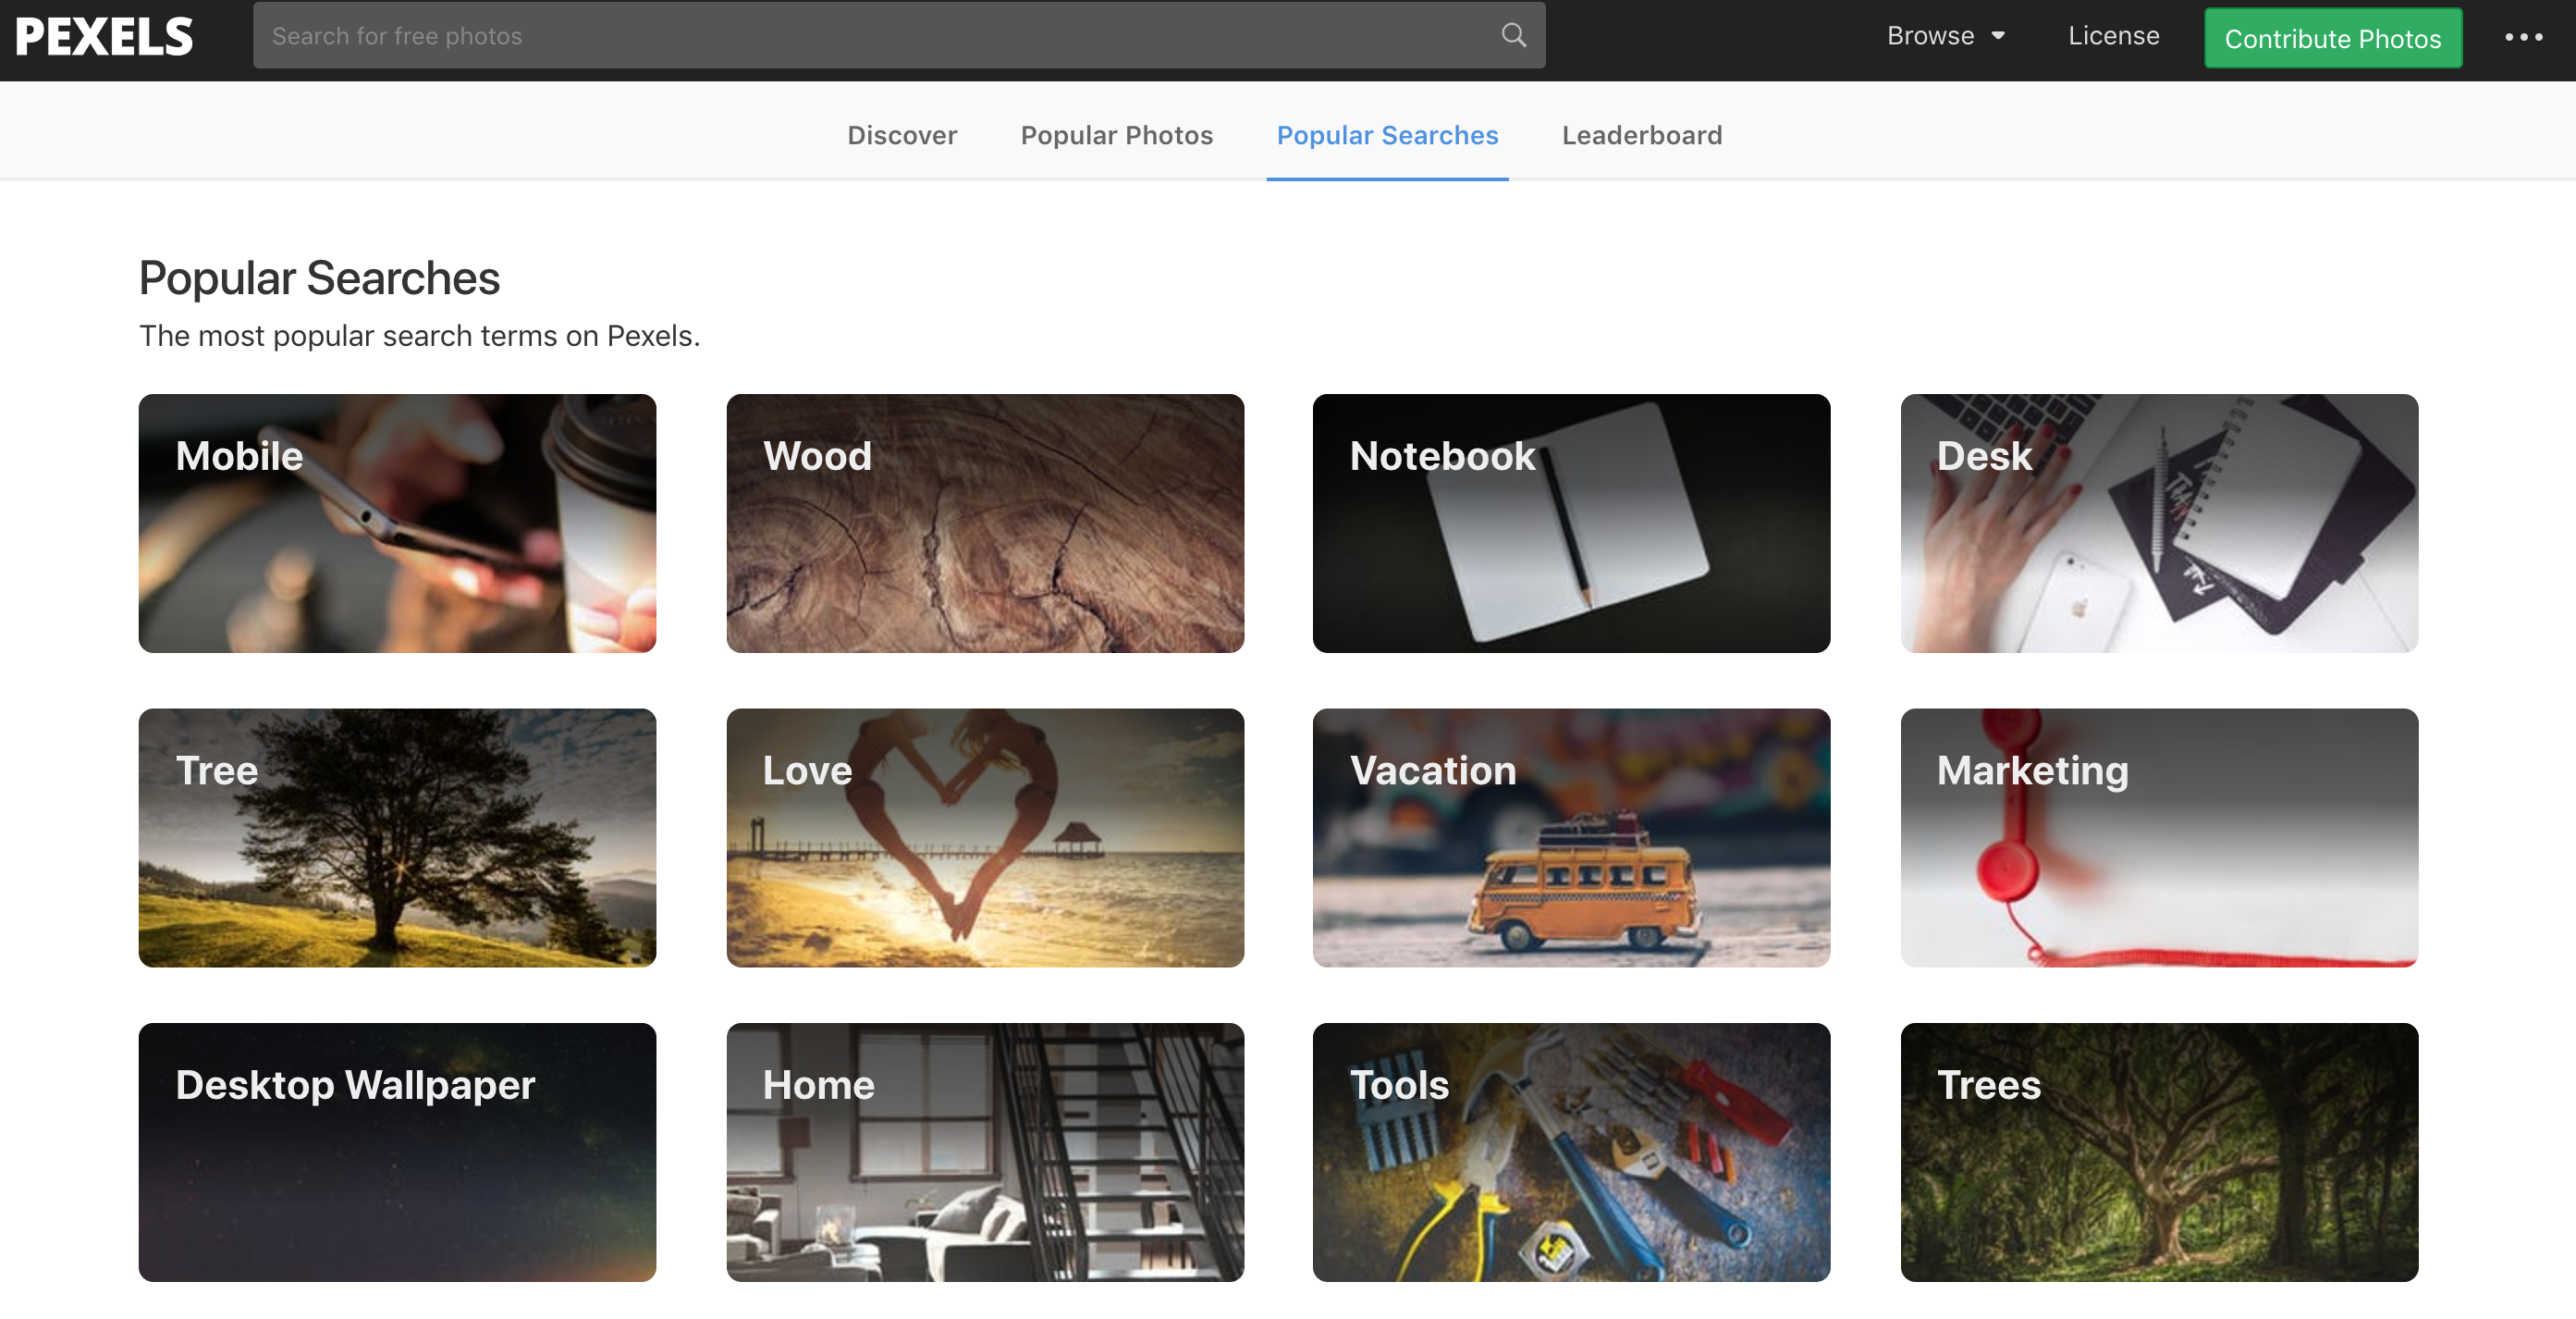 PEXELS
Search for free photos
Browse
License
Contribute Photos
Discover
Popular Photos
Popular Searches
Leaderboard
Popular Searches
The most popular search terms on Pexels.
Mobile
Wood
Notebook
Desk
Tree
Love
Vacation
Marketing
Desktop Wallpaper
Home
Tools
Trees